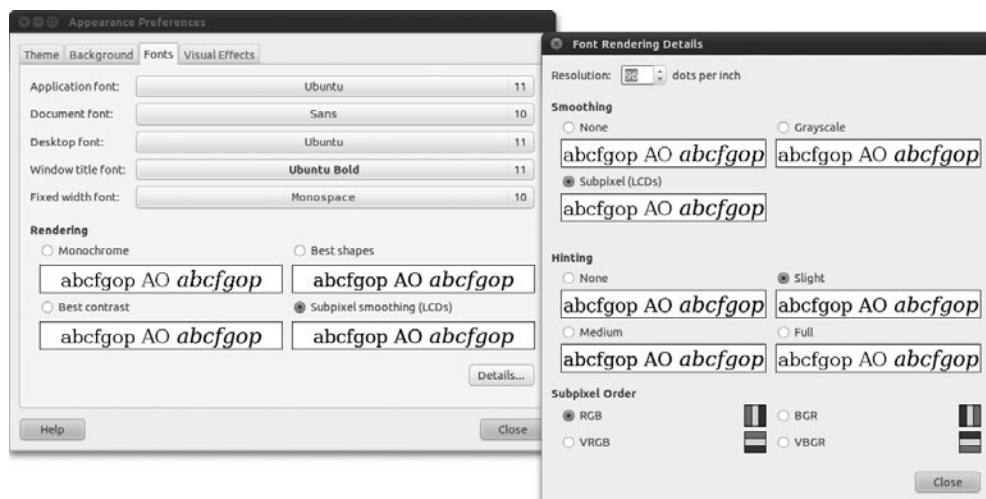 Appearance Preferences
Theme Background Fonts Visual Effects
Application font: Ubuntu 11
Document font: Sans 10
Desktop font: Ubuntu 11
Window title font: Ubuntu Bold 11
Fixed width font: Monospace 10
Rendering
Monochrome Best shapes
abcfgop AO abcfgop abcfgop AO abcfgop
Best contrast Subpixel smoothing (LCDs)
abcfgop AO abcfgop abcfgop AO abcfgop
Details...
Help Close
Font Rendering Details
Resolution: 96 dots per inch
Smoothing
None Grayscale
abcfgop AO abcfgop abcfgop AO abcfgop
Subpixel (LCDs)
abcfgop AO abcfgop
Hinting
None Slight
abcfgop AO abcfgop abcfgop AO abcfgop
Medium Full
abcfgop AO abcfgop abcfgop AO abcfgop
Subpixel Order
RGB BGR
VRGB VBGR
Close